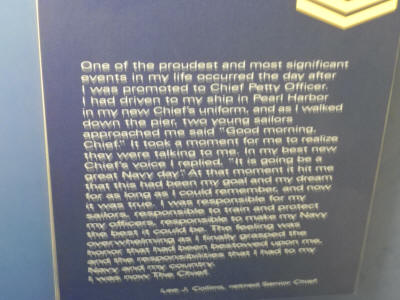 One of the proudest and most significant
events in my life occurred the day after
I was promoted to Chief Petty Officer.
I had driven to my ship in Pearl Harbor
in my new Chief's uniform, and as I walked
down the pier, two young sailors
approached me said "Good morning,
Chief." It took a moment for me to realize
they were talking to me. In my best new
Chief's voice I replied, "It is going be a
great Navy day." At that moment it hit me
that this had been my goal and my dream
for as long as I could remember, and now
it was true. I was responsible for my
sailors, responsible to train and protect
my officers, responsible to make my Navy
the best it could be. The feeling was
overwhelming as I finally grasped the
honor that had been bestowed upon me,
and the responsibilities that I had to my
Navy and my country.
I was now The Chief.
Lee J. Collins, retired Senior Chief